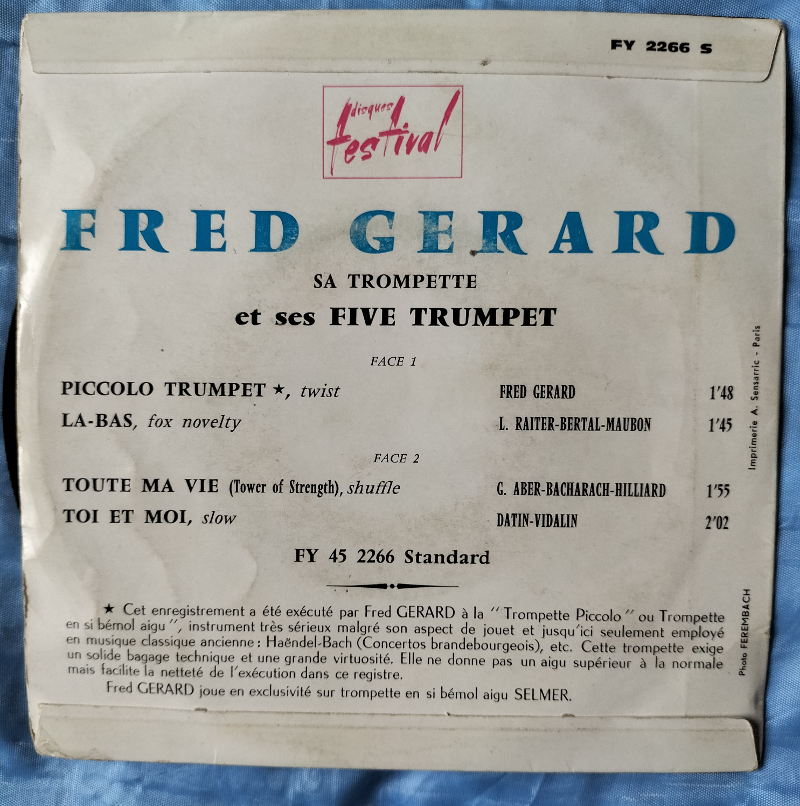 FY 2266 S
disques
festival
FRED GERARD
SA TROMPETTE
et ses FIVE TRUMPET
FACE 1
PICCOLO TRUMPET ★, twist FRED GERARD 1'48
LA-BAS, fox novelty L. RAITER-BERTAL-MAUBON 1'45
FACE 2
TOUTE MA VIE (Tower of Strength), shuffle G. ABER-BACHARACH-HILLIARD 1'55
TOI ET MOI, slow DATIN-VIDALIN 2'02
FY 45 2266 Standard
★ Cet enregistrement a été exécuté par Fred GERARD à la "Trompette Piccolo" ou Trompette
en si bémol aigu", instrument très sérieux malgré son aspect de jouet et jusqu'ici seulement employé
en musique classique ancienne : Haëndel-Bach (Concertos brandebourgeois), etc. Cette trompette exige
un solide bagage technique et une grande virtuosité. Elle ne donne pas un aigu supérieur à la normale
mais facilite la netteté de l'exécution dans ce registre.
Fred GERARD joue en exclusivité sur trompette en si bémol aigu SELMER.
Imprimerie A. Sensarric - Paris
Photo FEREMBACH